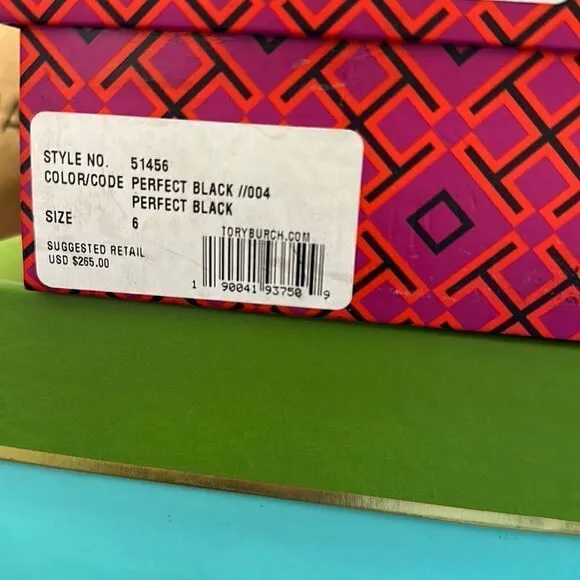 STYLE NO. 51456
COLOR/CODE PERFECT BLACK //004
PERFECT BLACK
SIZE 6
TORYBURCH.COM
SUGGESTED RETAIL
USD $265.00
1 90041 93750 9